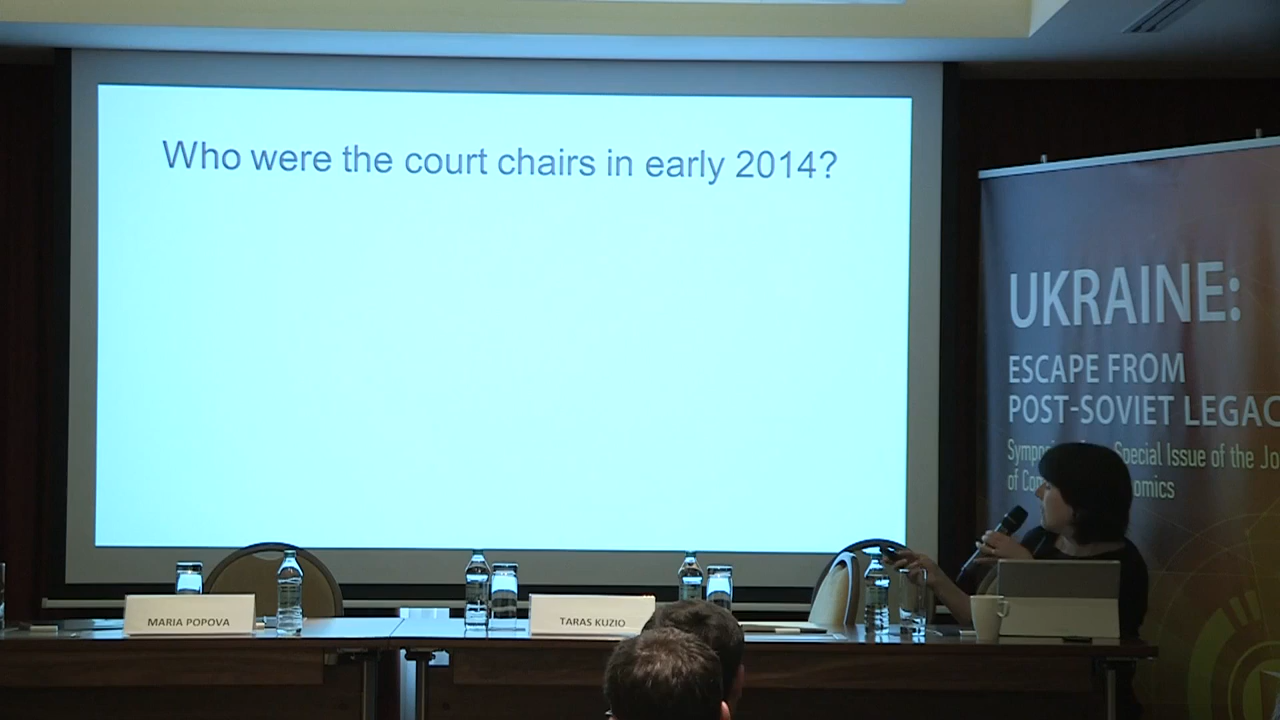 Who were the court chairs in early 2014?
UKRAINE:
ESCAPE FROM
POST-SOVIET LEGAC
Special Issue of the Jo
of
omics
MARIA POPOVA
TARAS KUZIO